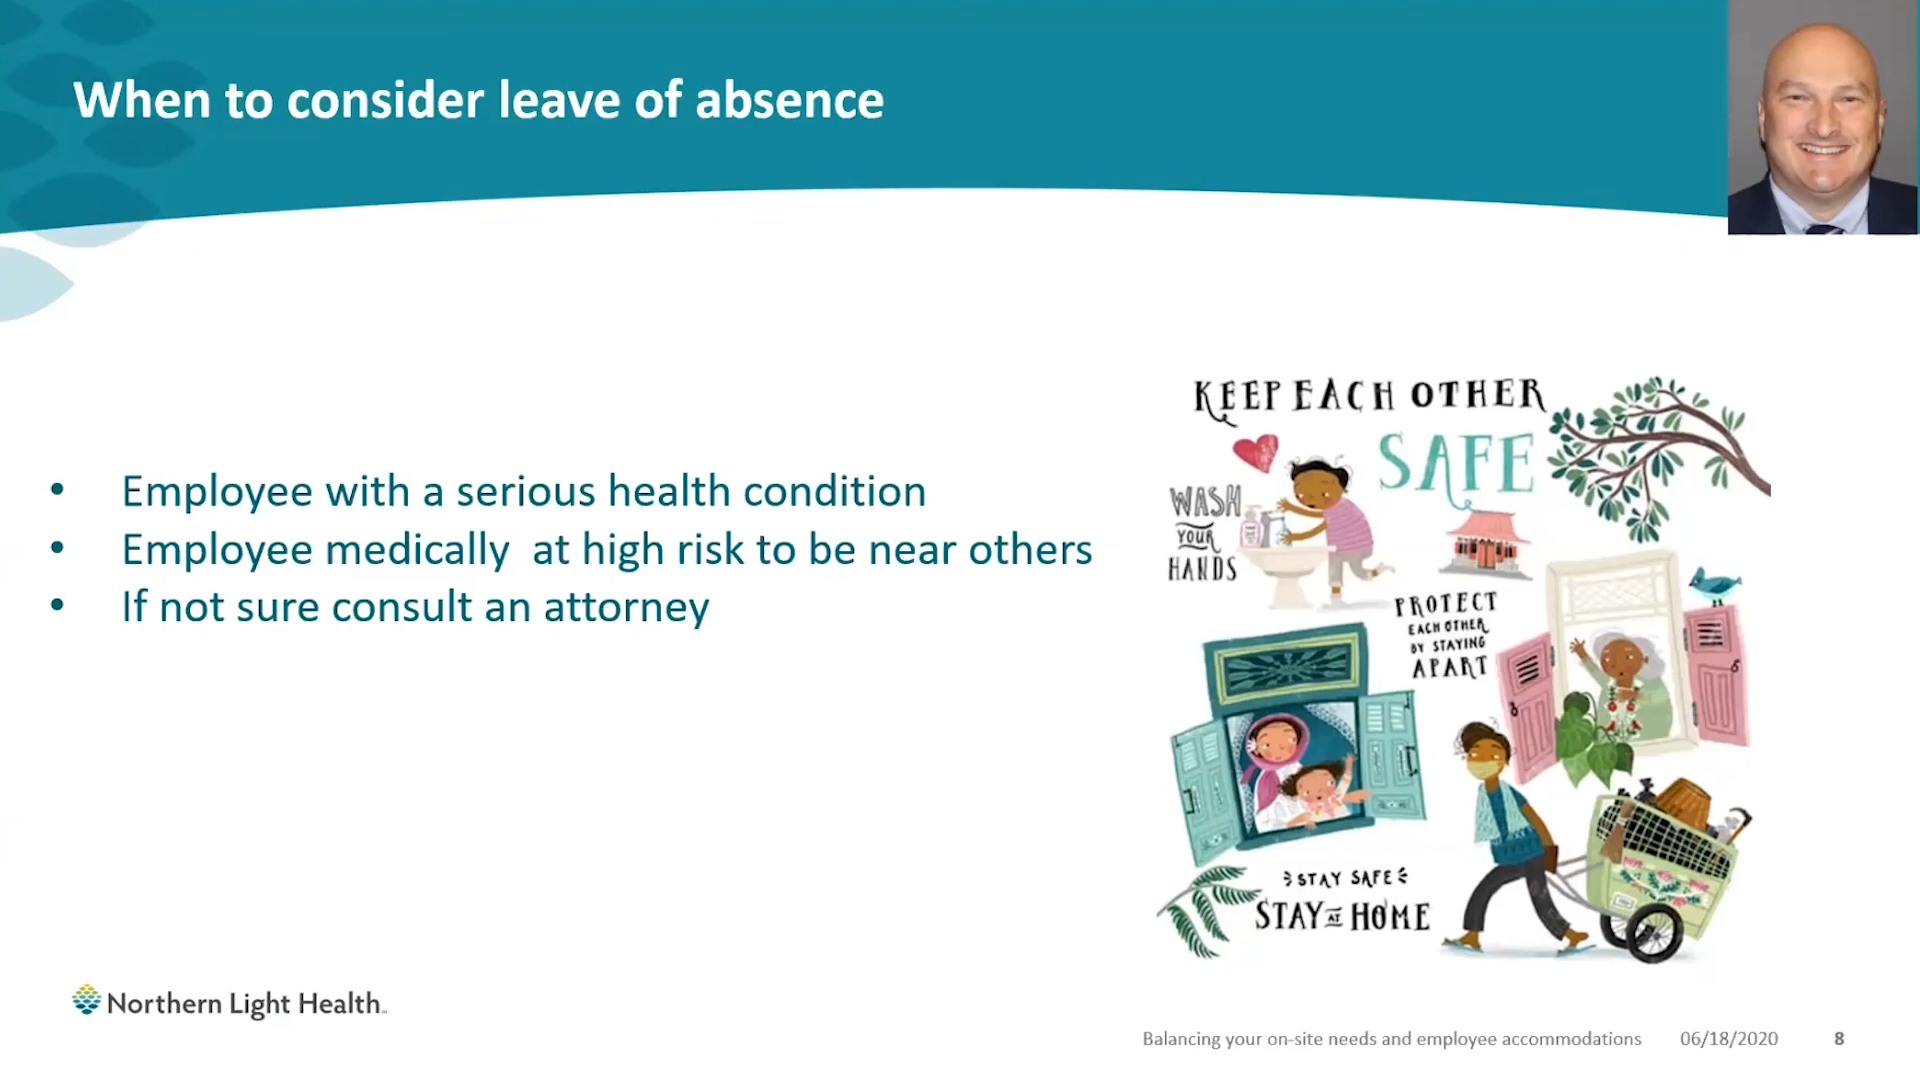 When to consider leave of absence
• Employee with a serious health condition
• Employee medically  at high risk to be near others
• If not sure consult an attorney
KEEP EACH OTHER
SAFE
WASH
YOUR
HANDS
PROTECT
EACH OTHER
BY STAYING
APART
STAY SAFE
STAY AT HOME
Northern Light Health
Balancing your on-site needs and employee accommodations 06/18/2020 8